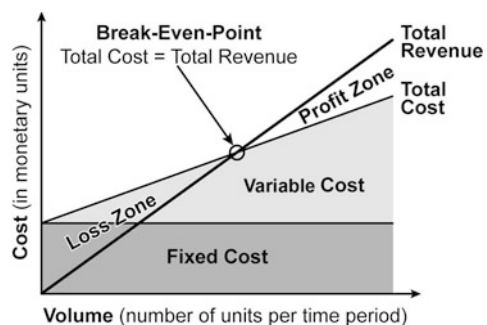 Break-Even-Point
Total Cost = Total Revenue
Total
Revenue
Profit Zone
Total
Cost
Variable Cost
Loss Zone
Fixed Cost
Cost (in monetary units)
Volume (number of units per time period)